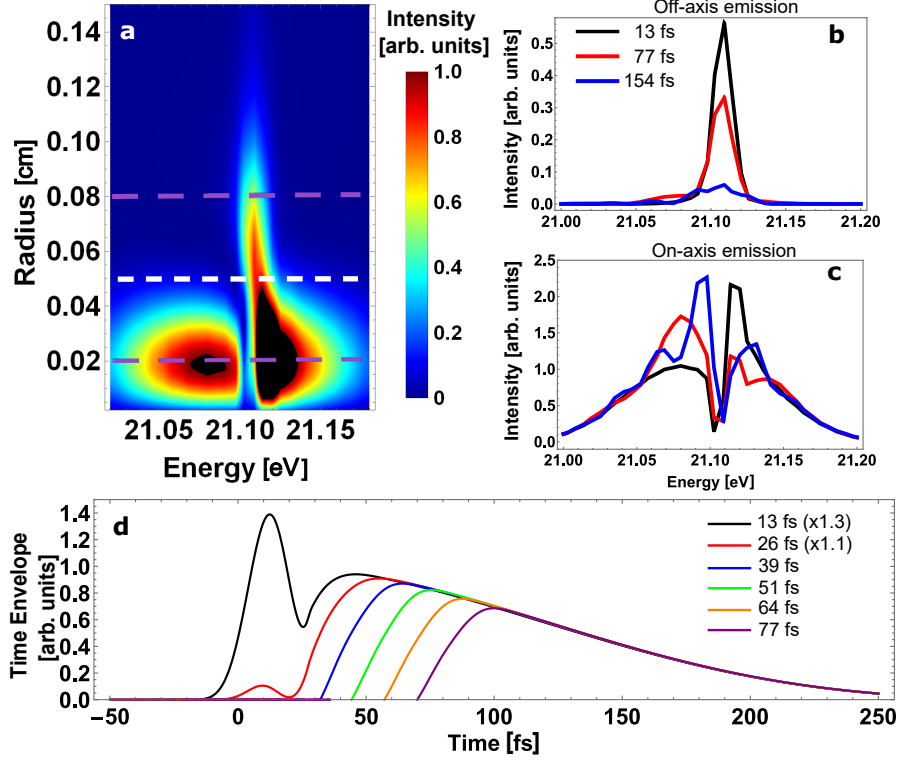 a
Intensity
[arb. units]
Radius [cm]
0.14
0.12
0.10
0.08
0.06
0.04
0.02
21.05 21.10 21.15
Energy [eV]
1.0
0.8
0.6
0.4
0.2
0
Off-axis emission
b
13 fs
77 fs
154 fs
Intensity [arb. units]
0.5
0.4
0.3
0.2
0.1
0.0
21.00 21.05 21.10 21.15 21.20
On-axis emission
c
Intensity [arb. units]
2.5
2.0
1.5
1.0
0.5
0.0
21.00 21.05 21.10 21.15 21.20
Energy [eV]
d
Time Envelope
[arb. units]
1.4
1.2
1.0
0.8
0.6
0.4
0.2
0.0
13 fs (x1.3)
26 fs (x1.1)
39 fs
51 fs
64 fs
77 fs
−50 0 50 100 150 200 250
Time [fs]